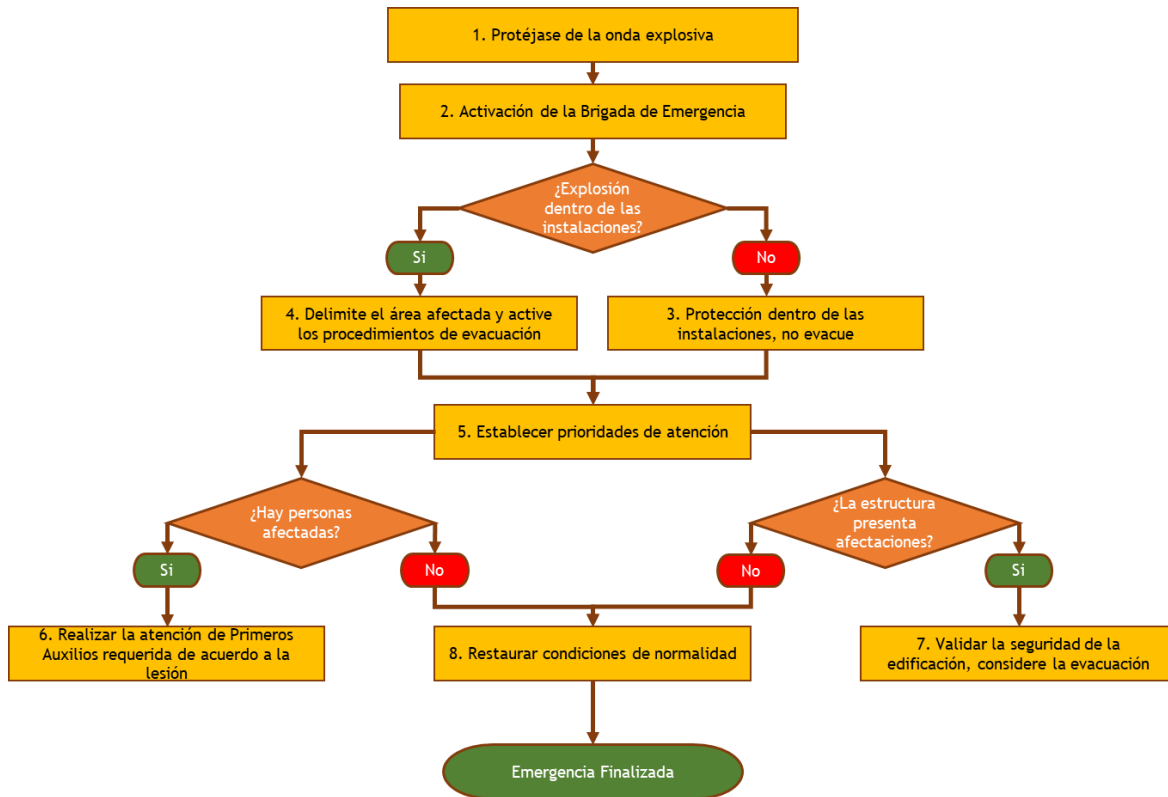 1. Protéjase de la onda explosiva
2. Activación de la Brigada de Emergencia
¿Explosión
dentro de las
instalaciones?
Si
No
4. Delimite el área afectada y active
los procedimientos de evacuación
3. Protección dentro de las
instalaciones, no evacue
5. Establecer prioridades de atención
¿Hay personas
afectadas?
¿La estructura
presenta
afectaciones?
Si
No
No
Si
6. Realizar la atención de Primeros
Auxilios requerida de acuerdo a la
lesión
8. Restaurar condiciones de normalidad
7. Validar la seguridad de la
edificación, considere la evacuación
Emergencia Finalizada